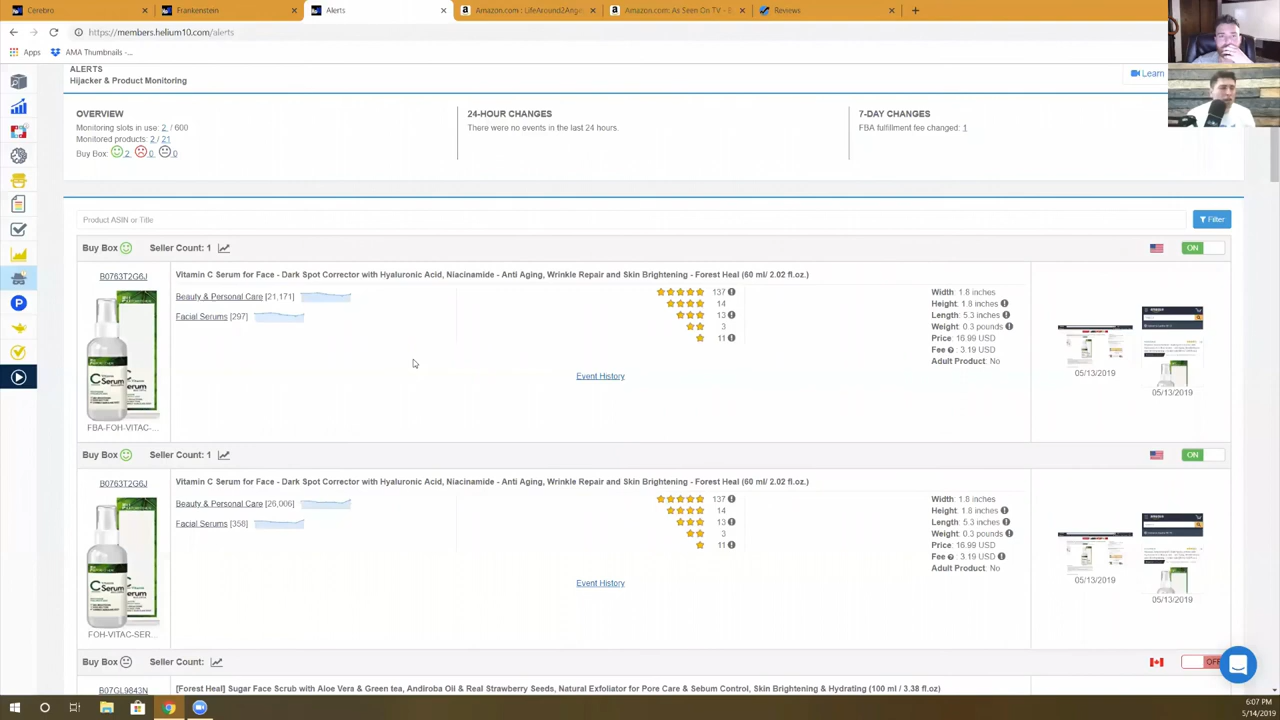 Cerebro
Frankenstein
Alerts
Amazon.com : LifeAround2Ange
Amazon.com: As Seen On TV -
Reviews
https://members.helium10.com/alerts
Apps
AMA Thumbnails -...
ALERTS
Hijacker & Product Monitoring
Learn
OVERVIEW
Monitoring slots in use: 2 / 600
Monitored products: 2 / 21
Buy Box: 2 0 0
24-HOUR CHANGES
There were no events in the last 24 hours.
7-DAY CHANGES
FBA fulfillment fee changed: 1
Product ASIN or Title
Filter
Buy Box Seller Count: 1
ON
B0763T2G6J
Vitamin C Serum for Face - Dark Spot Corrector with Hyaluronic Acid, Niacinamide - Anti Aging, Wrinkle Repair and Skin Brightening - Forest Heal (60 ml/ 2.02 fl.oz.)
Beauty & Personal Care [21,171]
Facial Serums [297]
137
14
13
3
11
Event History
Width: 1.8 inches
Height: 1.8 inches
Length: 5.3 inches
Weight: 0.3 pounds
Price: 16.99 USD
Fee : 3.19 USD
Adult Product: No
05/13/2019
05/13/2019
C Serum
FBA-FOH-VITAC-...
Buy Box Seller Count: 1
ON
B0763T2G6J
Vitamin C Serum for Face - Dark Spot Corrector with Hyaluronic Acid, Niacinamide - Anti Aging, Wrinkle Repair and Skin Brightening - Forest Heal (60 ml/ 2.02 fl.oz.)
Beauty & Personal Care [26,006]
Facial Serums [358]
137
14
13
3
11
Event History
Width: 1.8 inches
Height: 1.8 inches
Length: 5.3 inches
Weight: 0.3 pounds
Price: 16.99 USD
Fee : 3.19 USD
Adult Product: No
05/13/2019
05/13/2019
C Serum
FOH-VITAC-SER...
Buy Box Seller Count:
OFF
B07GL9843N
[Forest Heal] Sugar Face Scrub with Aloe Vera & Green tea, Andiroba Oil & Real Strawberry Seeds, Natural Exfoliator for Pore Care & Sebum Control, Skin Brightening & Hydrating (100 ml / 3.38 fl.oz)
6:07 PM
5/14/2019